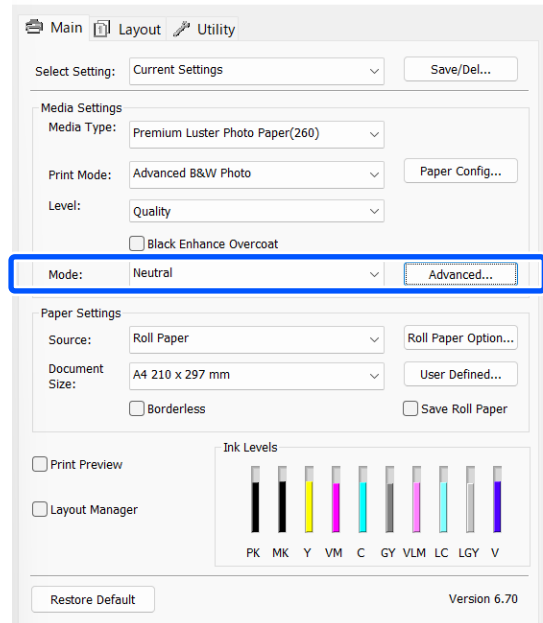 Main Layout Utility
Select Setting: Current Settings Save/Del...
Media Settings
Media Type: Premium Luster Photo Paper(260)
Print Mode: Advanced B&W Photo Paper Config...
Level: Quality
Black Enhance Overcoat
Mode: Neutral Advanced...
Paper Settings
Source: Roll Paper Roll Paper Option...
Document
Size: A4 210 x 297 mm User Defined...
Borderless Save Roll Paper
Ink Levels
Print Preview
Layout Manager
PK MK Y VM C GY VLM LC LGY V
Restore Default Version 6.70